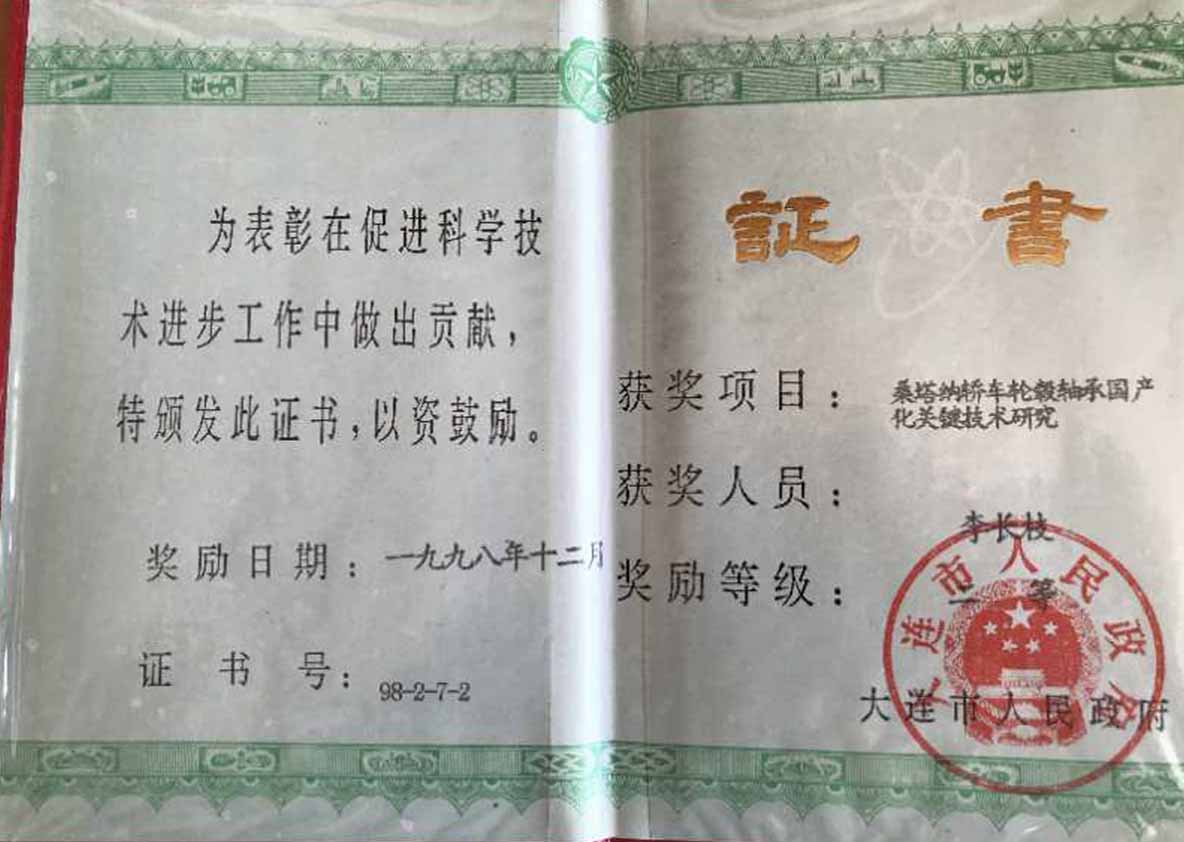 为表彰在促进科学技
术进步工作中做出贡献，
特颁发此证书，以资鼓励。
奖励日期：一九九八年十二月
证书号：98-2-7-2
証書
获奖项目：桑塔纳轿车轮毂轴承国产
化关键技术研究
获奖人员：
李长枝
奖励等级：二等
大连市人民政府
大连市人民政府